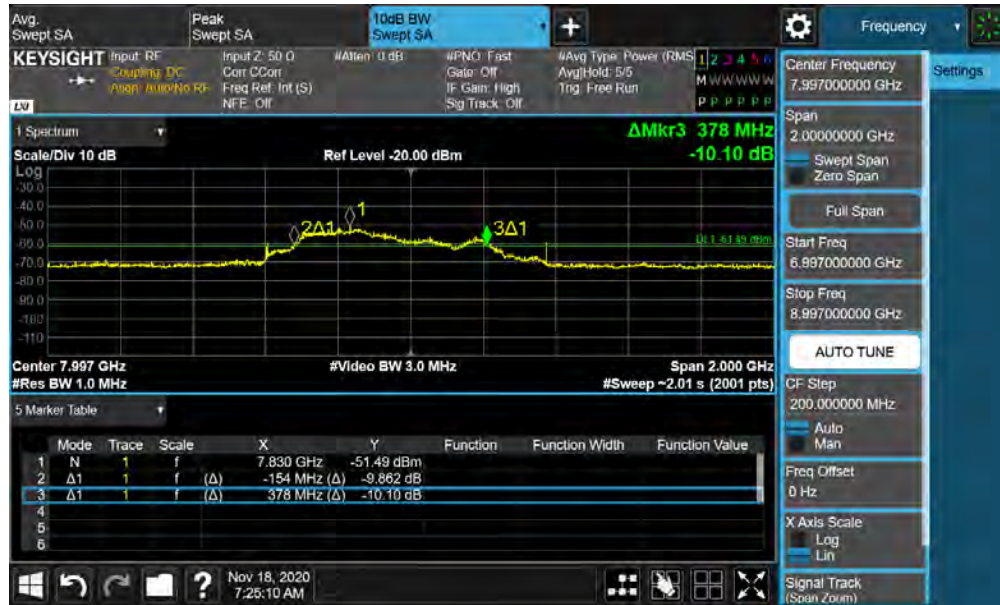 Avg.
Swept SA
Peak
Swept SA
10dB BW
Swept SA
+
Frequency
KEYSIGHT
Input: RF
Coupling: DC
Align: Auto/No RF
Input Z: 50 Ω
Corr CCorr
Freq Ref: Int (S)
NFE: Off
#Atten: 0 dB
#PNO: Fast
Gate: Off
IF Gain: High
Sig Track: Off
#Avg Type: Power (RMS
Avg|Hold: 5/5
Trig: Free Run
1 2 3 4 5 6
M W W W W W
P P P P P P
LXI
1 Spectrum
ΔMkr3 378 MHz
-10.10 dB
Scale/Div 10 dB
Ref Level -20.00 dBm
Log
-30.0
-40.0
-50.0
-60.0
-70.0
-80.0
-90.0
-100
-110
1
2Δ1
3Δ1
DL1 -61.49 dBm
Center 7.997 GHz
#Video BW 3.0 MHz
Span 2.000 GHz
#Res BW 1.0 MHz
#Sweep ~2.01 s (2001 pts)
5 Marker Table
Mode Trace Scale X Y Function Function Width Function Value
1 N 1 f 7.830 GHz -51.49 dBm
2 Δ1 1 f (Δ) -154 MHz (Δ) -9.862 dB
3 Δ1 1 f (Δ) 378 MHz (Δ) -10.10 dB
4
5
6
?
Nov 18, 2020
7:25:10 AM
Center Frequency
7.997000000 GHz
Settings
Span
2.00000000 GHz
Swept Span
Zero Span
Full Span
Start Freq
6.997000000 GHz
Stop Freq
8.997000000 GHz
AUTO TUNE
CF Step
200.000000 MHz
Auto
Man
Freq Offset
0 Hz
X Axis Scale
Log
Lin
Signal Track
(Span Zoom)